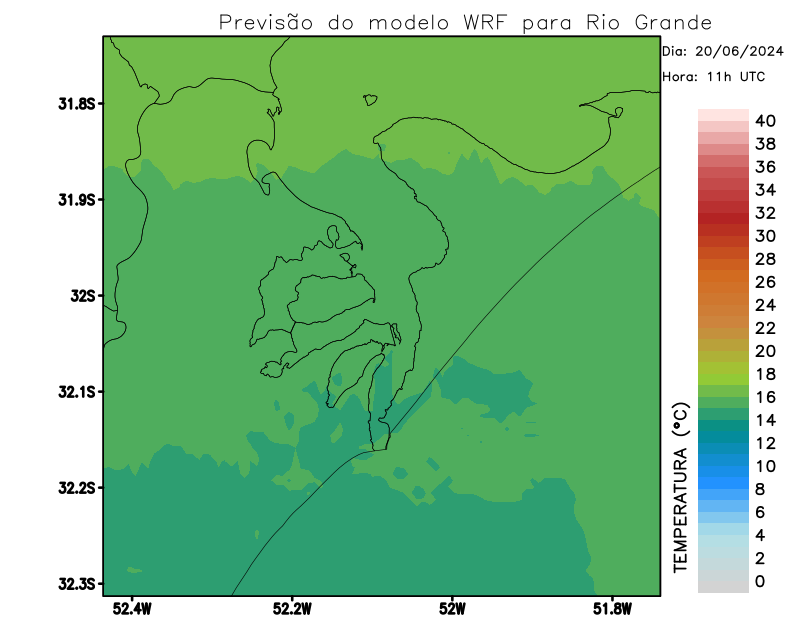 Previsão do modelo WRF para Rio Grande
Dia: 20/06/2024
Hora: 11h UTC
31.8S
31.9S
32S
32.1S
32.2S
32.3S
52.4W
52.2W
52W
51.8W
40
38
36
34
32
30
28
26
24
22
20
18
16
14
12
10
8
6
4
2
0
TEMPERATURA (°C)